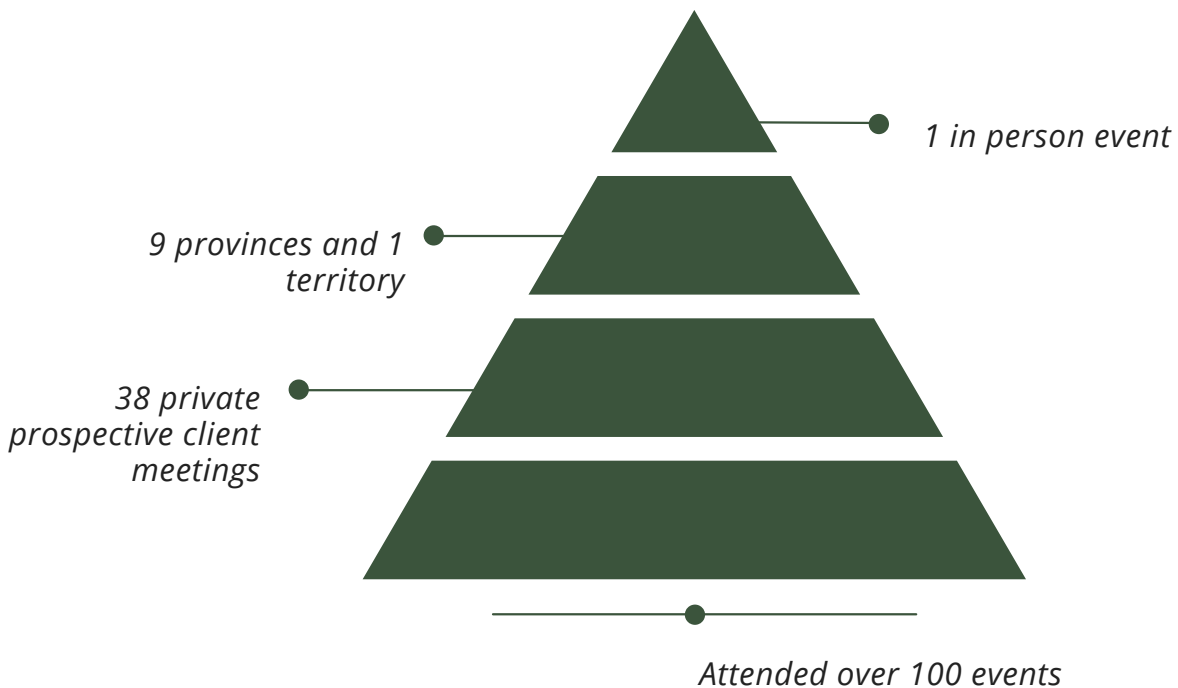 1 in person event
9 provinces and 1
territory
38 private
prospective client
meetings
Attended over 100 events